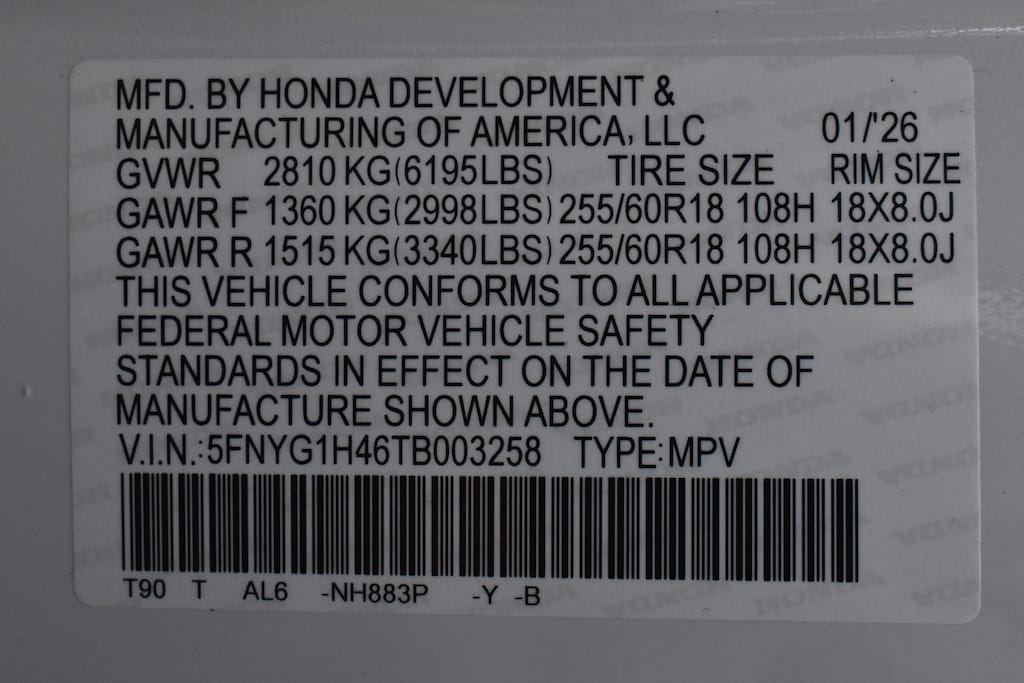 MFD. BY HONDA DEVELOPMENT &
MANUFACTURING OF AMERICA, LLC 01/'26
GVWR 2810 KG(6195LBS) TIRE SIZE RIM SIZE
GAWR F 1360 KG(2998LBS) 255/60R18 108H 18X8.0J
GAWR R 1515 KG(3340LBS) 255/60R18 108H 18X8.0J
THIS VEHICLE CONFORMS TO ALL APPLICABLE
FEDERAL MOTOR VEHICLE SAFETY
STANDARDS IN EFFECT ON THE DATE OF
MANUFACTURE SHOWN ABOVE.
V.I.N.:5FNYG1H46TB003258 TYPE:MPV
T90 T AL6 -NH883P -Y -B